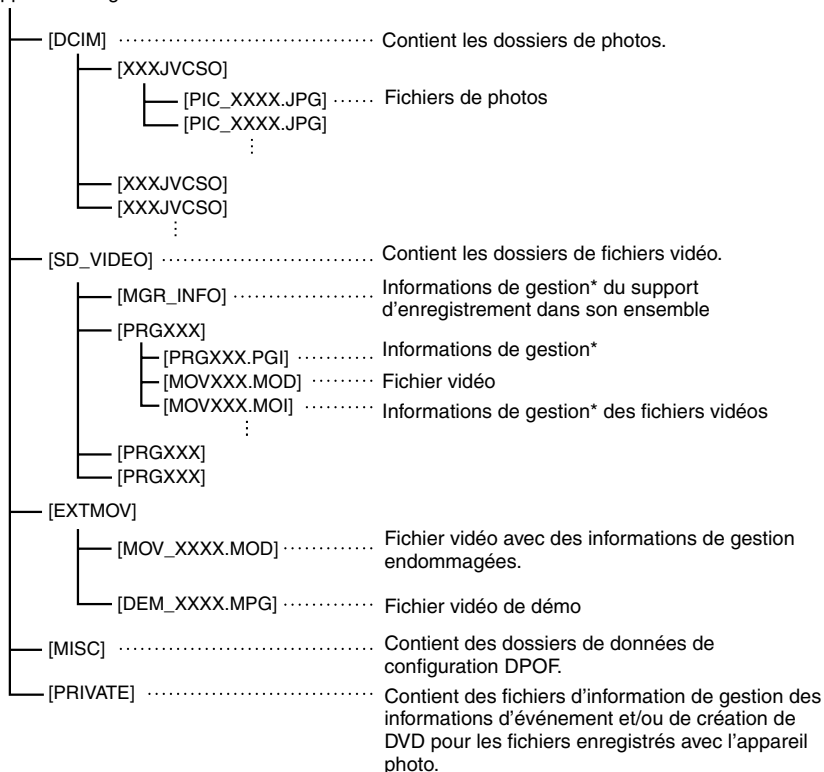 [DCIM] Contient les dossiers de photos.
[XXXJVCSO]
[PIC_XXXX.JPG] Fichiers de photos
[PIC_XXXX.JPG]
[XXXJVCSO]
[XXXJVCSO]
[SD_VIDEO] Contient les dossiers de fichiers vidéo.
[MGR_INFO] Informations de gestion* du support
d'enregistrement dans son ensemble
[PRGXXX]
[PRGXXX.PGI] Informations de gestion*
[MOVXXX.MOD] Fichier vidéo
[MOVXXX.MOI] Informations de gestion* des fichiers vidéos
[PRGXXX]
[PRGXXX]
[EXTMOV]
[MOV_XXXX.MOD] Fichier vidéo avec des informations de gestion
endommagées.
[DEM_XXXX.MPG] Fichier vidéo de démo
[MISC] Contient des dossiers de données de
configuration DPOF.
[PRIVATE] Contient des fichiers d'information de gestion des
informations d'événement et/ou de création de
DVD pour les fichiers enregistrés avec l'appareil
photo.